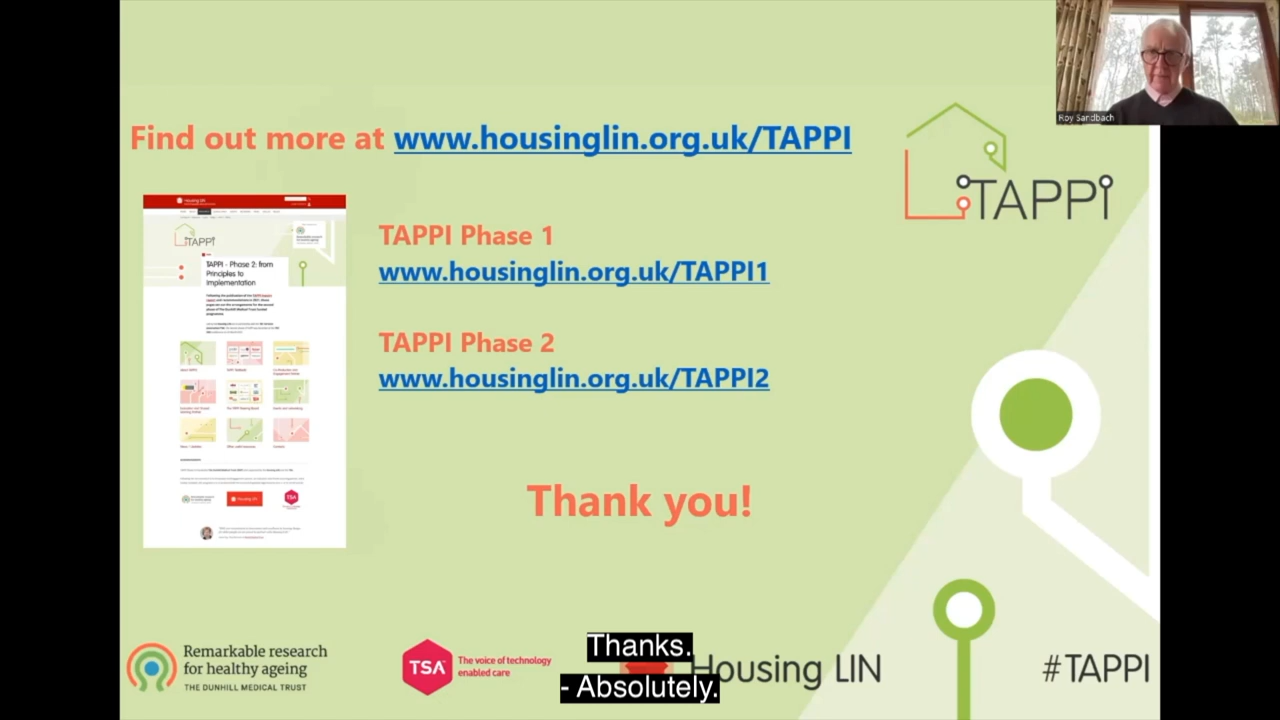 Roy Sandbach
Find out more at www.housinglin.org.uk/TAPPI
TAPPI
Housing LIN
TAPPI
TAPPI - Phase 2: from
Principles to
Implementation
TAPPI Phase 1
www.housinglin.org.uk/TAPPI1
TAPPI Phase 2
www.housinglin.org.uk/TAPPI2
Thank you!
Remarkable research
for healthy ageing
THE DUNHILL MEDICAL TRUST
TSA
The voice of technology
enabled care
Housing LIN
#TAPPI
Thanks.
- Absolutely.